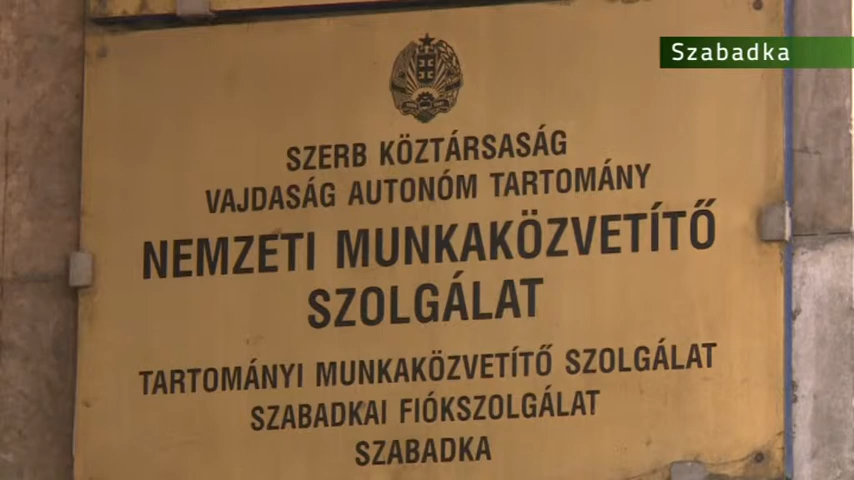 Szabadka
SZERB KÖZTÁRSASÁG
VAJDASÁG AUTONÓM TARTOMÁNY
NEMZETI MUNKAKÖZVETÍTŐ
SZOLGÁLAT
TARTOMÁNYI MUNKAKÖZVETÍTŐ SZOLGÁLAT
SZABADKAI FIÓKSZOLGÁLAT
SZABADKA